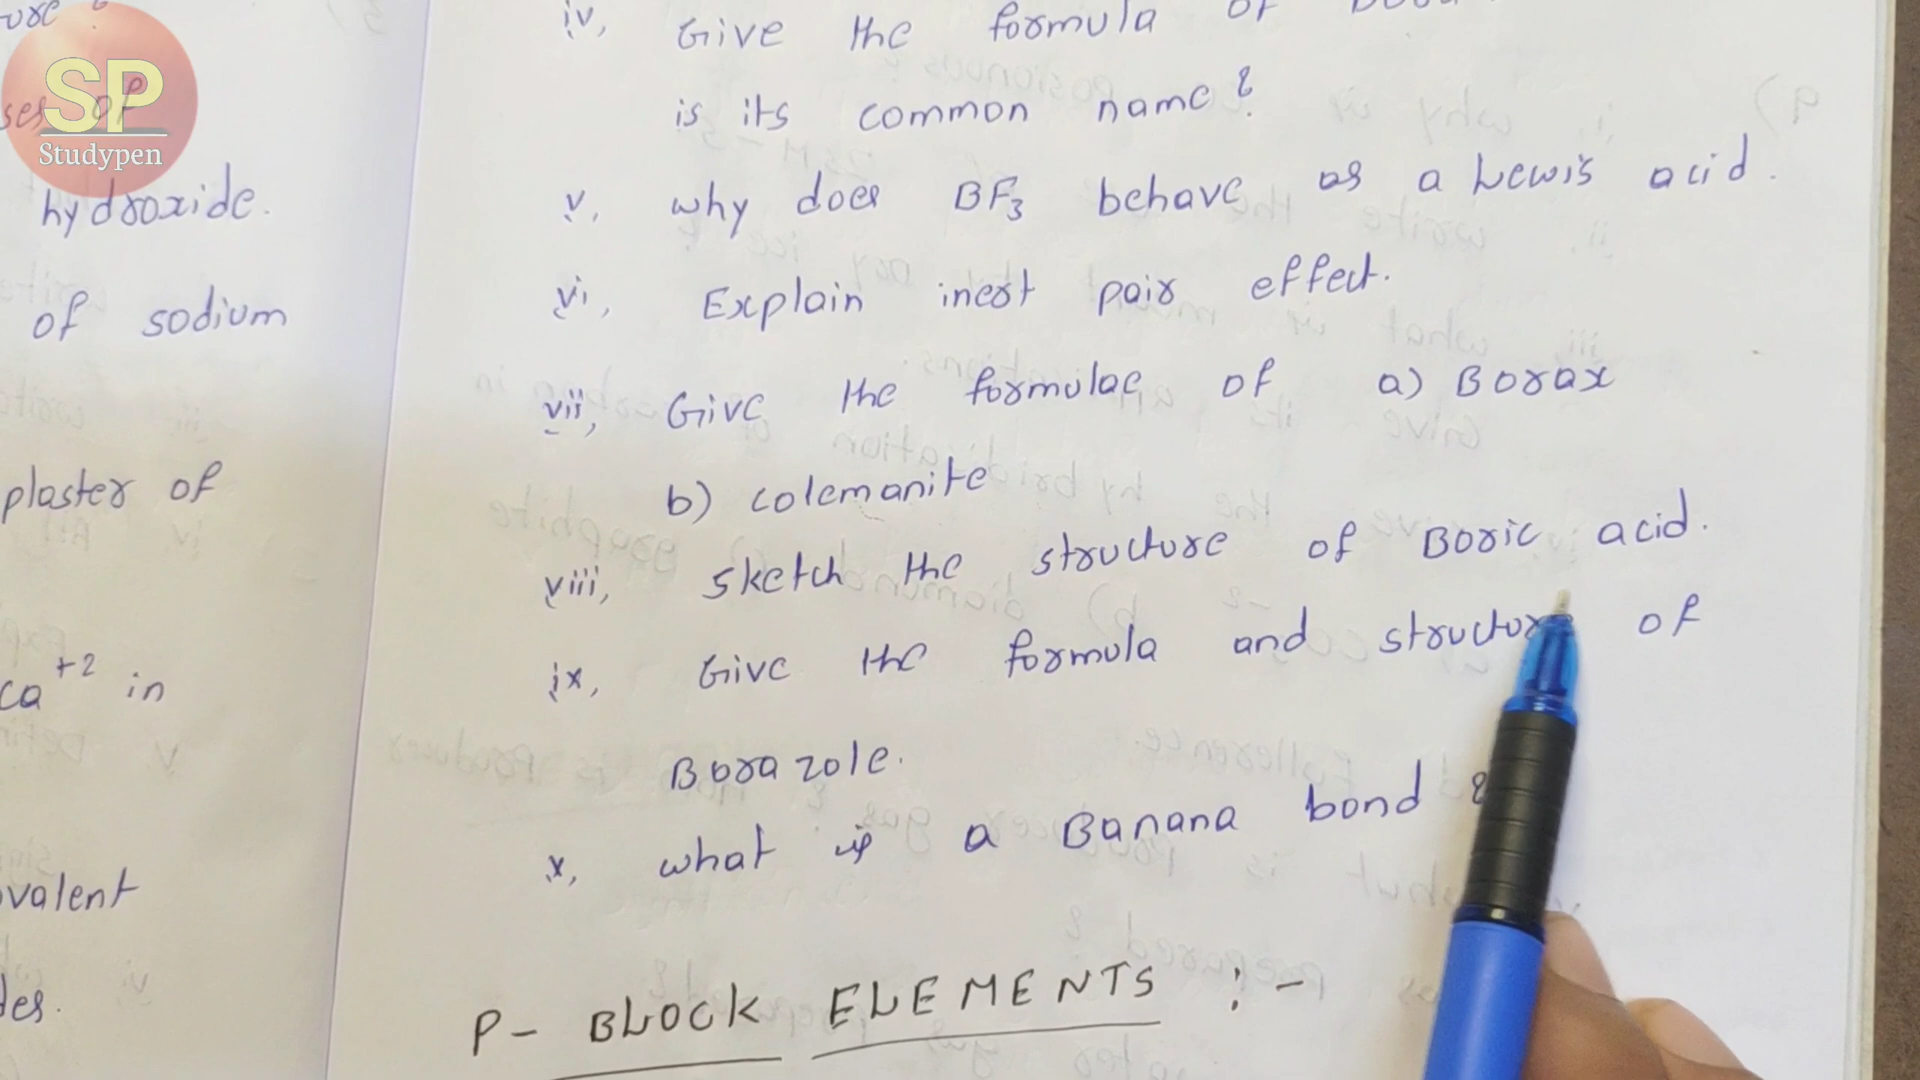 SP
Studypen
hydroxide.
of sodium
plaster of
ca+2 in
valent
iv, Give the formula of
is its common name?
v, why does BF3 behave as a Lewis acid.
vi, Explain inert pair effect.
vii, Give the formulae of a) Borax
b) colemanite
viii, sketch the structure of Boric acid.
ix, Give the formula and structure of
Borazole.
x, what is a Banana bond ?
P- BLOCK ELEMENTS :-